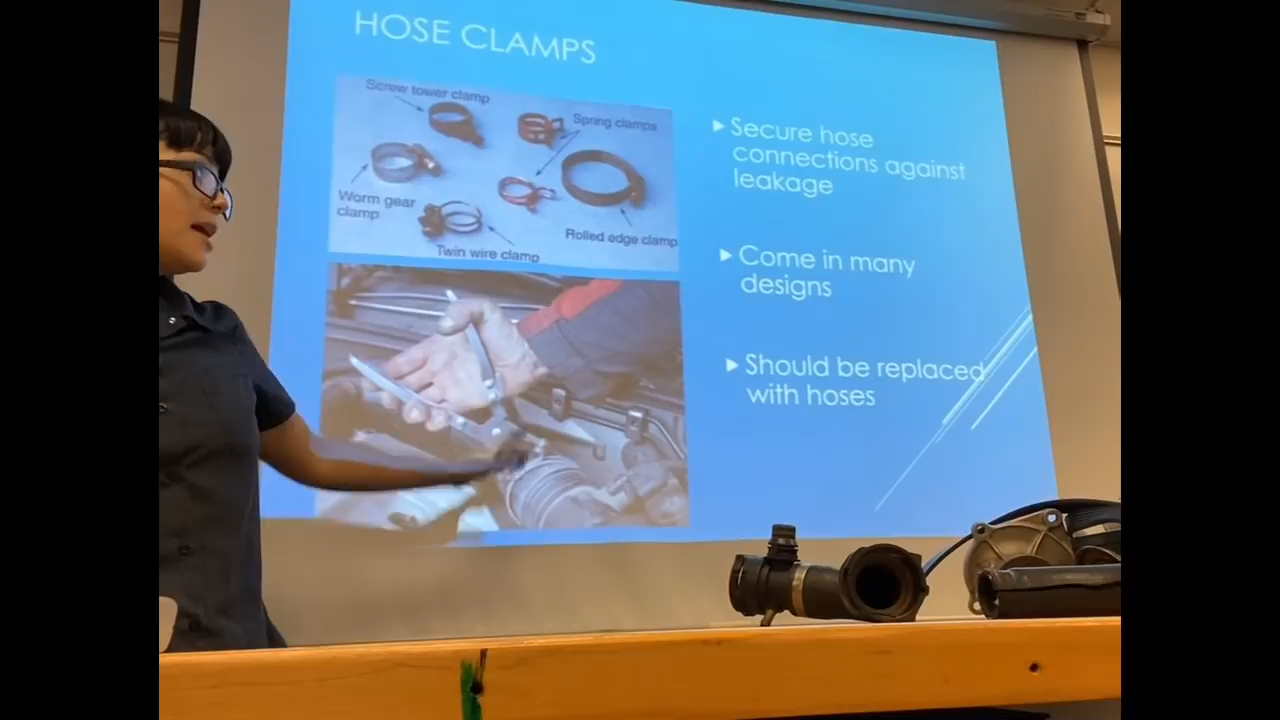 HOSE CLAMPS
Screw tower clamp
Spring clamps
Worm gear
clamp
Rolled edge clamp
Twin wire clamp
Secure hose
connections against
leakage
Come in many
designs
Should be replaced
with hoses